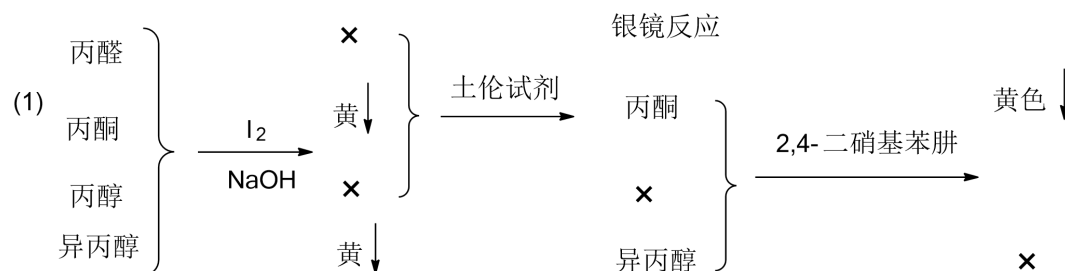 (1)
丙醛
丙酮
丙醇
异丙醇
I2
NaOH
×
黄↓
×
黄↓
土伦试剂
银镜反应
丙酮
×
异丙醇
2,4-二硝基苯肼
黄色↓
×